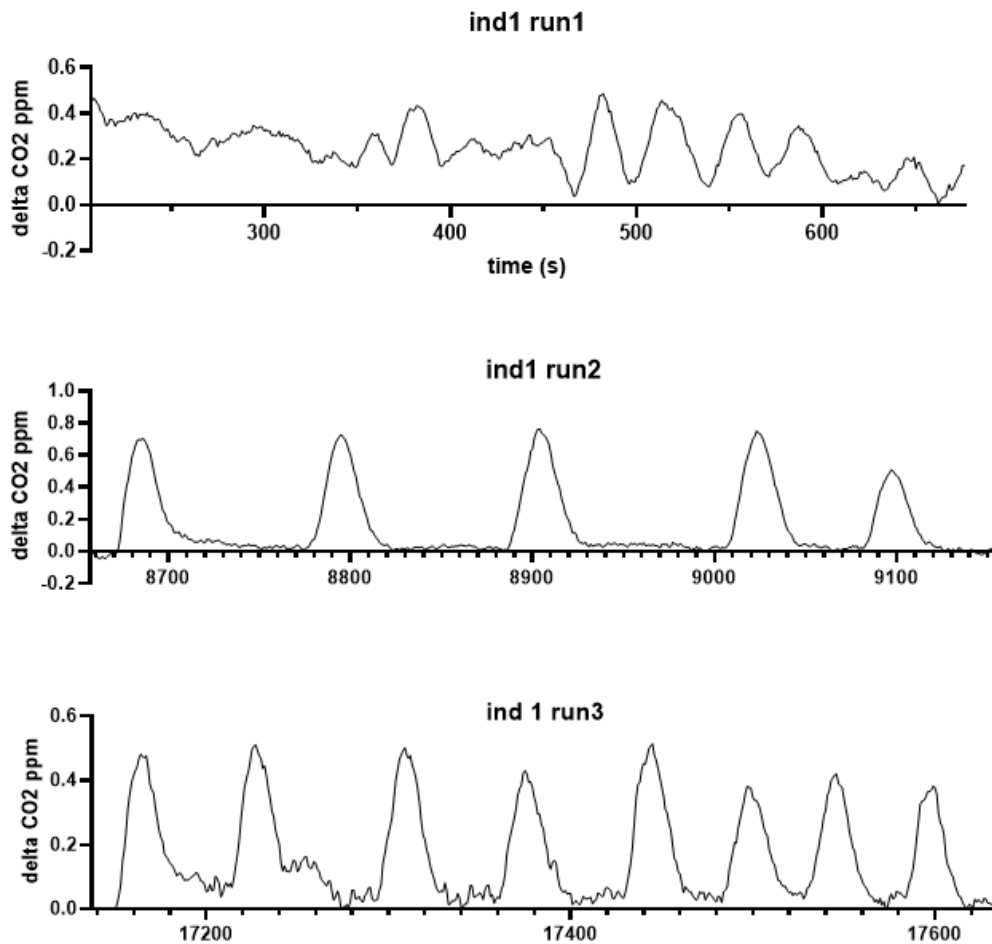 ind1 run1
delta CO2 ppm
0.6
0.4
0.2
0.0
-0.2
300 400 500 600
time (s)
ind1 run2
delta CO2 ppm
1.0
0.8
0.6
0.4
0.2
0.0
-0.2
8700 8800 8900 9000 9100
ind 1 run3
delta CO2 ppm
0.6
0.4
0.2
0.0
17200 17400 17600